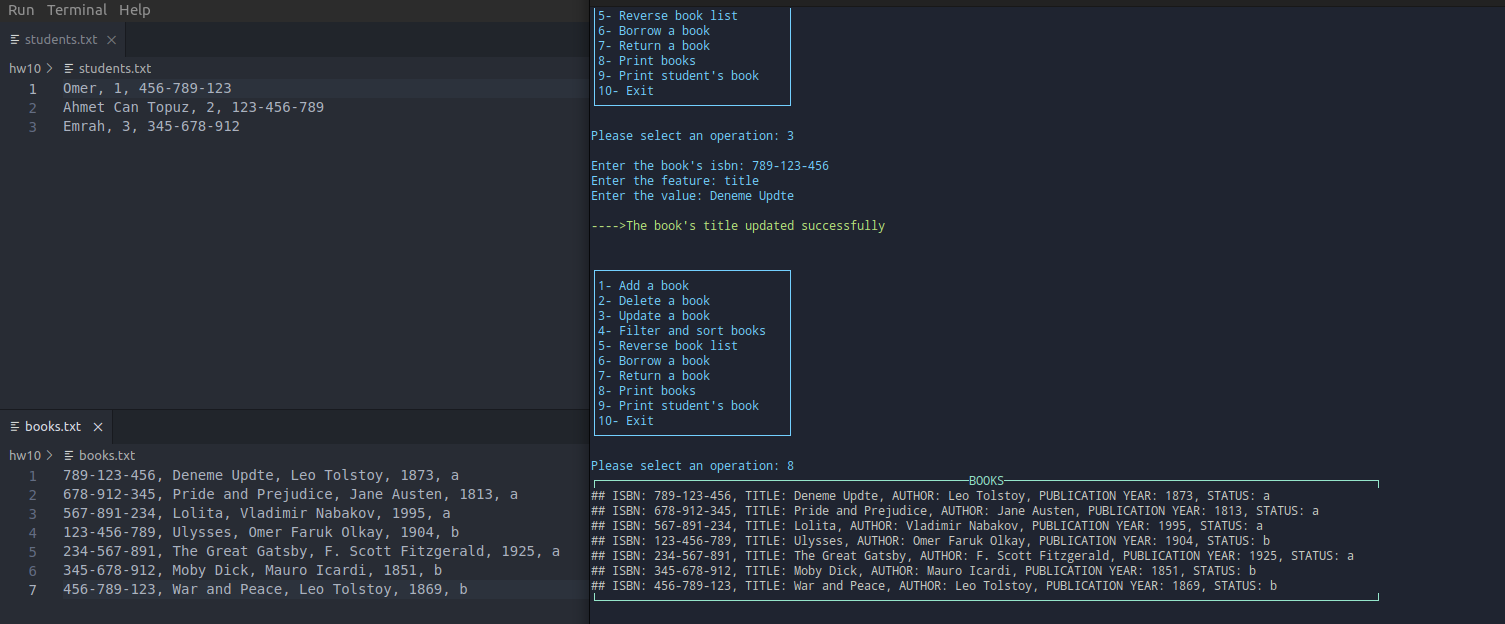 Run Terminal Help
students.txt
hw10 > students.txt
1 Omer, 1, 456-789-123
2 Ahmet Can Topuz, 2, 123-456-789
3 Emrah, 3, 345-678-912
books.txt
hw10 > books.txt
1 789-123-456, Deneme Updte, Leo Tolstoy, 1873, a
2 678-912-345, Pride and Prejudice, Jane Austen, 1813, a
3 567-891-234, Lolita, Vladimir Nabakov, 1995, a
4 123-456-789, Ulysses, Omer Faruk Olkay, 1904, b
5 234-567-891, The Great Gatsby, F. Scott Fitzgerald, 1925, a
6 345-678-912, Moby Dick, Mauro Icardi, 1851, b
7 456-789-123, War and Peace, Leo Tolstoy, 1869, b
5- Reverse book list
6- Borrow a book
7- Return a book
8- Print books
9- Print student's book
10- Exit
Please select an operation: 3
Enter the book's isbn: 789-123-456
Enter the feature: title
Enter the value: Deneme Updte
---->The book's title updated successfully
1- Add a book
2- Delete a book
3- Update a book
4- Filter and sort books
5- Reverse book list
6- Borrow a book
7- Return a book
8- Print books
9- Print student's book
10- Exit
Please select an operation: 8
BOOKS
## ISBN: 789-123-456, TITLE: Deneme Updte, AUTHOR: Leo Tolstoy, PUBLICATION YEAR: 1873, STATUS: a
## ISBN: 678-912-345, TITLE: Pride and Prejudice, AUTHOR: Jane Austen, PUBLICATION YEAR: 1813, STATUS: a
## ISBN: 567-891-234, TITLE: Lolita, AUTHOR: Vladimir Nabakov, PUBLICATION YEAR: 1995, STATUS: a
## ISBN: 123-456-789, TITLE: Ulysses, AUTHOR: Omer Faruk Olkay, PUBLICATION YEAR: 1904, STATUS: b
## ISBN: 234-567-891, TITLE: The Great Gatsby, AUTHOR: F. Scott Fitzgerald, PUBLICATION YEAR: 1925, STATUS: a
## ISBN: 345-678-912, TITLE: Moby Dick, AUTHOR: Mauro Icardi, PUBLICATION YEAR: 1851, STATUS: b
## ISBN: 456-789-123, TITLE: War and Peace, AUTHOR: Leo Tolstoy, PUBLICATION YEAR: 1869, STATUS: b